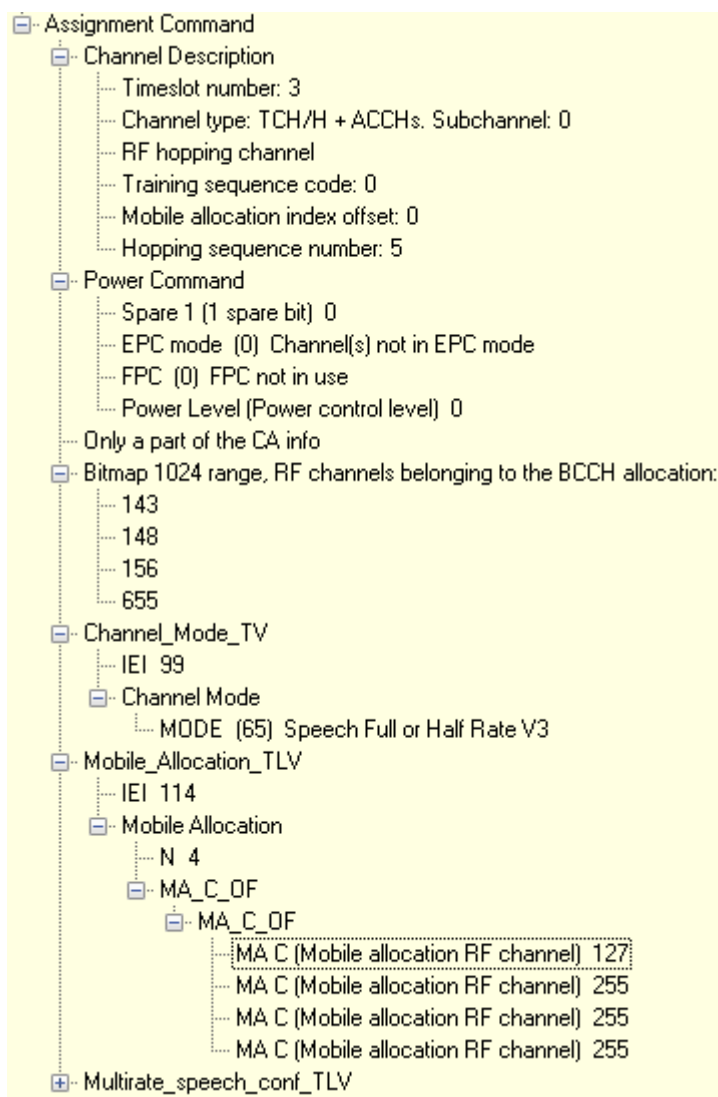 Assignment Command
Channel Description
Timeslot number: 3
Channel type: TCH/H + ACCHs. Subchannel: 0
RF hopping channel
Training sequence code: 0
Mobile allocation index offset: 0
Hopping sequence number: 5
Power Command
Spare 1 (1 spare bit) 0
EPC mode (0) Channel(s) not in EPC mode
FPC (0) FPC not in use
Power Level (Power control level) 0
Only a part of the CA info
Bitmap 1024 range, RF channels belonging to the BCCH allocation:
143
148
156
655
Channel_Mode_TV
IEI 99
Channel Mode
MODE (65) Speech Full or Half Rate V3
Mobile_Allocation_TLV
IEI 114
Mobile Allocation
N 4
MA_C_OF
MA_C_OF
MA C (Mobile allocation RF channel) 127
MA C (Mobile allocation RF channel) 255
MA C (Mobile allocation RF channel) 255
MA C (Mobile allocation RF channel) 255
Multirate_speech_conf_TLV